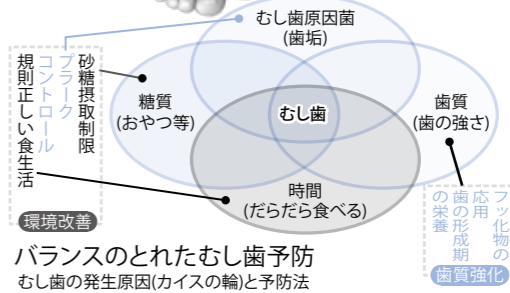 むし歯原因菌
(歯垢)
砂糖摂取制限
プラーク
コントロール
規則正しい食生活
環境改善
糖質
(おやつ等)
むし歯
歯質
(歯の強さ)
時間
(だらだら食べる)
フッ化物の
応用
歯の形成期
の栄養
歯質強化
バランスのとれたむし歯予防
むし歯の発生原因(カイスの輪)と予防法